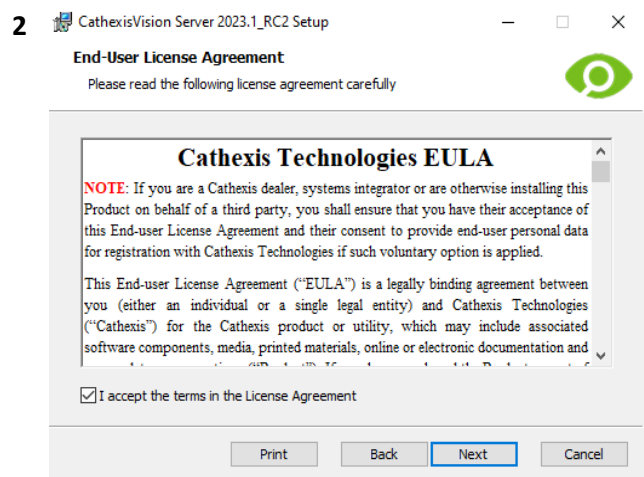 2
CathexisVision Server 2023.1_RC2 Setup
End-User License Agreement
Please read the following license agreement carefully
Cathexis Technologies EULA
NOTE: If you are a Cathexis dealer, systems integrator or are otherwise installing this
Product on behalf of a third party, you shall ensure that you have their acceptance of
this End-user License Agreement and their consent to provide end-user personal data
for registration with Cathexis Technologies if such voluntary option is applied.
This End-user License Agreement (“EULA”) is a legally binding agreement between
you (either an individual or a single legal entity) and Cathexis Technologies
(“Cathexis”) for the Cathexis product or utility, which may include associated
software components, media, printed materials, online or electronic documentation and
I accept the terms in the License Agreement
Print Back Next Cancel